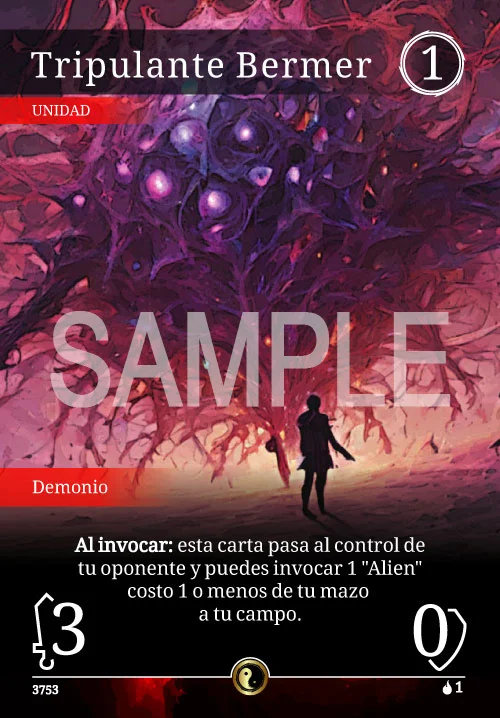 Tripulante Bermer 1
UNIDAD
SAMPLE
Demonio
Al invocar: esta carta pasa al control de
tu oponente y puedes invocar 1 "Alien"
costo 1 o menos de tu mazo
a tu campo.
3 0
3753 1